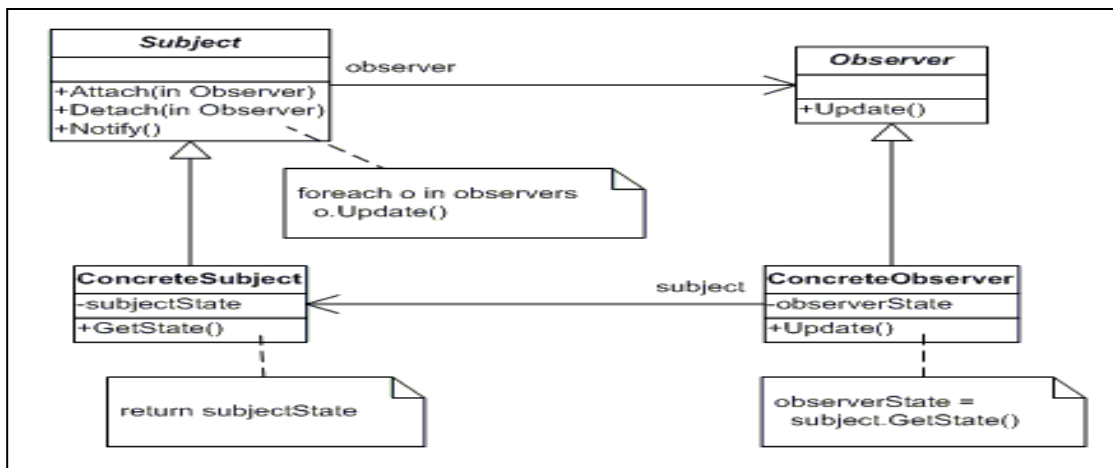 Subject
+Attach(in Observer)
+Detach(in Observer)
+Notify()
observer
Observer
+Update()
foreach o in observers
o.Update()
ConcreteSubject
-subjectState
+GetState()
subject
ConcreteObserver
-observerState
+Update()
return subjectState
observerState =
subject.GetState()